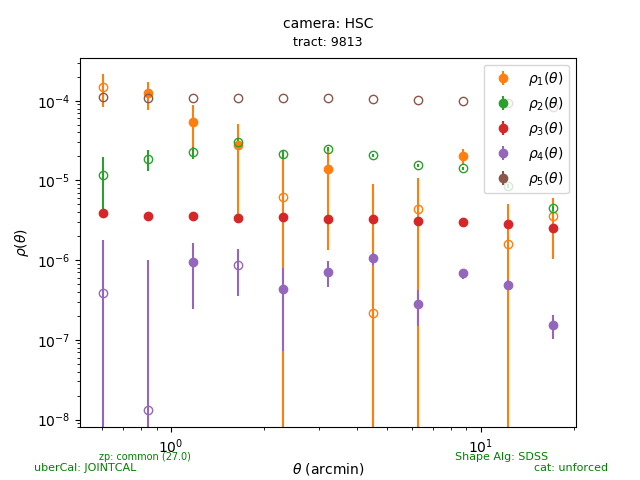 camera: HSC
tract: 9813
ρ₁(θ)
ρ₂(θ)
ρ₃(θ)
ρ₄(θ)
ρ₅(θ)
10⁻⁴
10⁻⁵
10⁻⁶
10⁻⁷
10⁻⁸
ρ(θ)
10⁰
10¹
θ (arcmin)
zp: common (27.0)
uberCal: JOINTCAL
Shape Alg: SDSS
cat: unforced